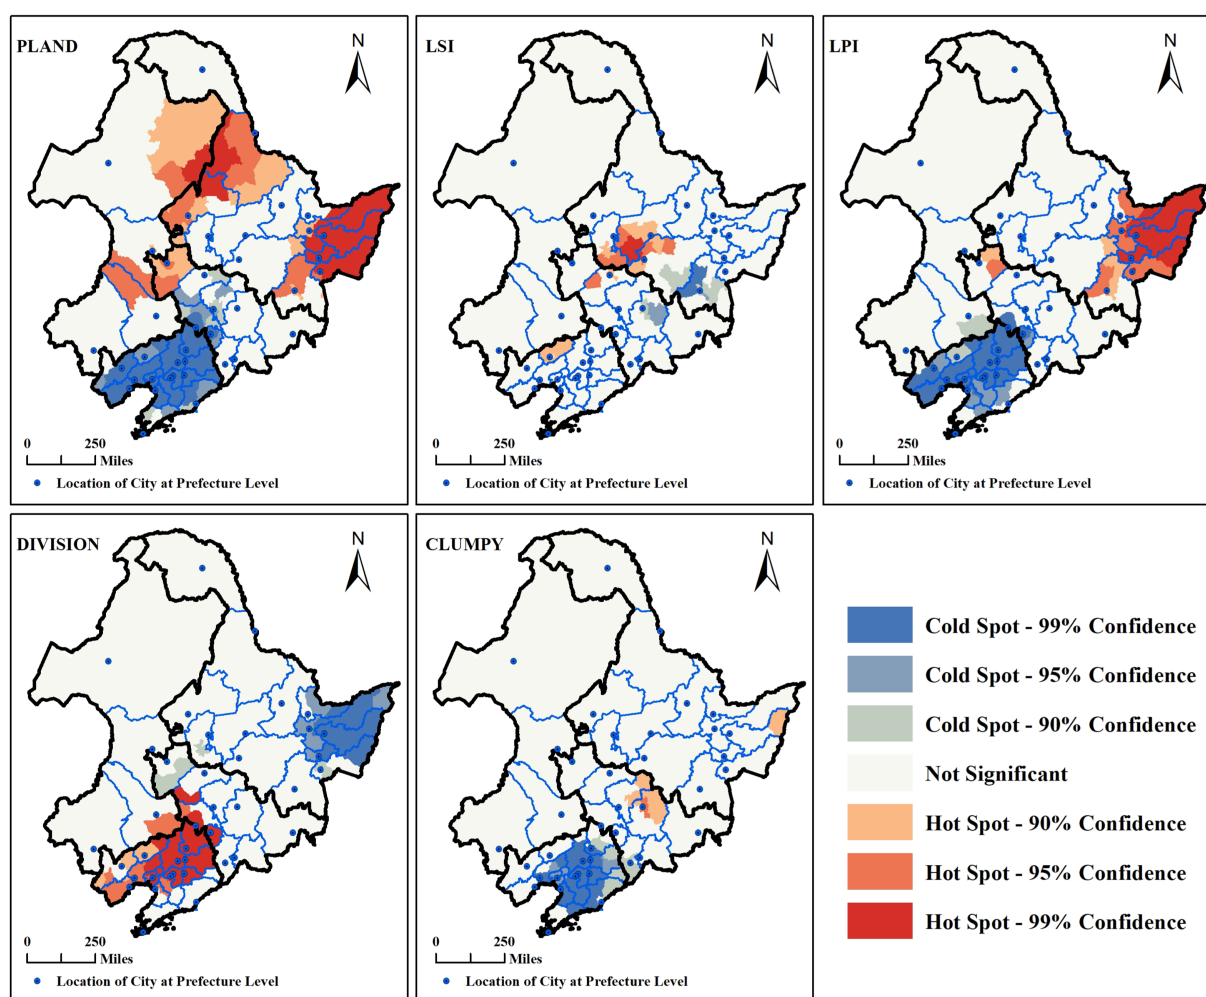 PLAND
N
0 250
Miles
Location of City at Prefecture Level
LSI
N
0 250
Miles
Location of City at Prefecture Level
LPI
N
0 250
Miles
Location of City at Prefecture Level
DIVISION
N
0 250
Miles
Location of City at Prefecture Level
CLUMPY
N
0 250
Miles
Location of City at Prefecture Level
Cold Spot - 99% Confidence
Cold Spot - 95% Confidence
Cold Spot - 90% Confidence
Not Significant
Hot Spot - 90% Confidence
Hot Spot - 95% Confidence
Hot Spot - 99% Confidence